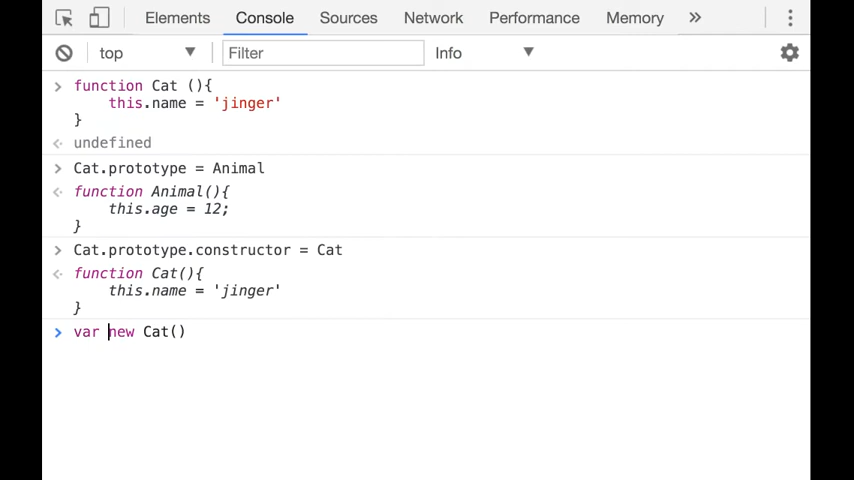 Elements Console Sources Network Performance Memory »
top Filter Info
> function Cat (){
this.name = 'jinger'
}
undefined
> Cat.prototype = Animal
function Animal(){
this.age = 12;
}
> Cat.prototype.constructor = Cat
function Cat(){
this.name = 'jinger'
}
> var new Cat()